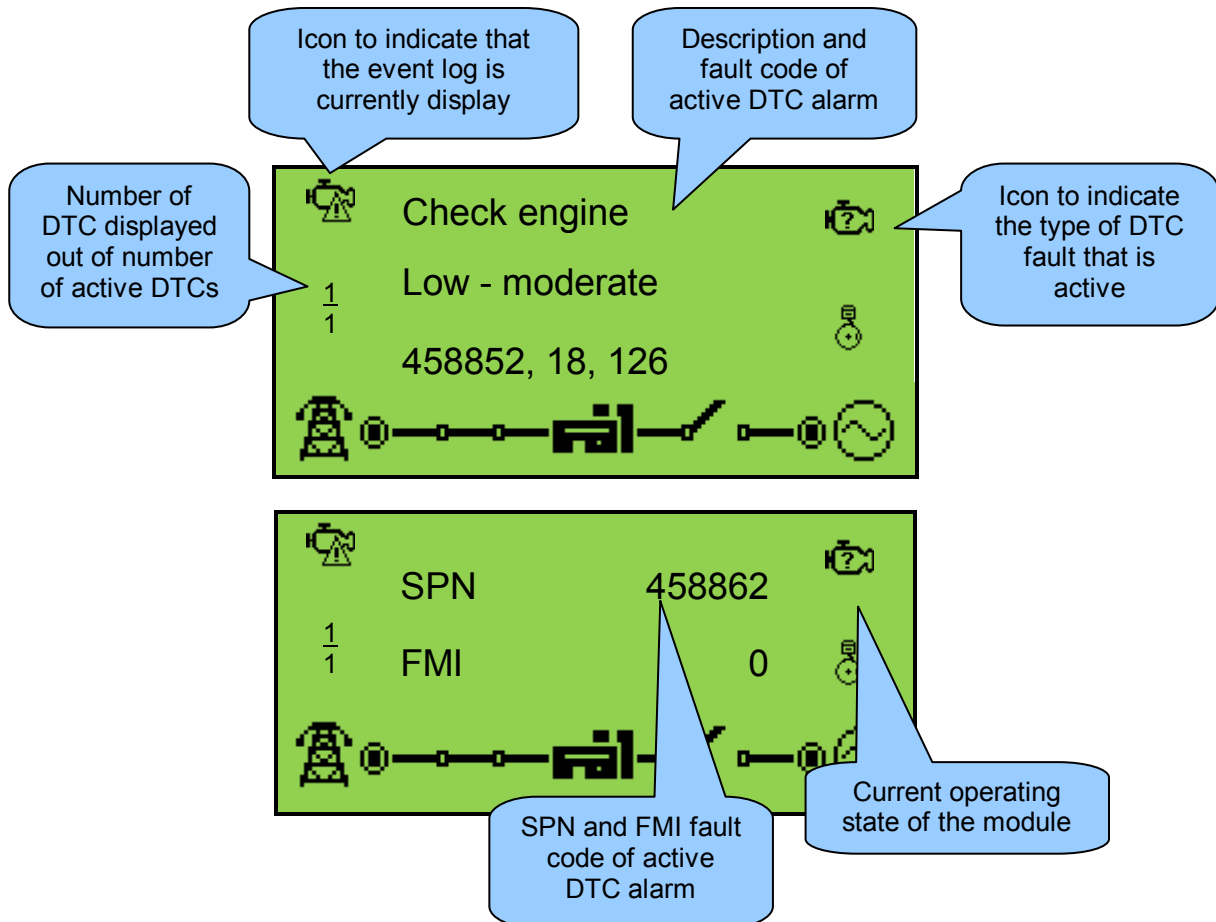 Icon to indicate that
the event log is
currently display
Description and
fault code of
active DTC alarm
Number of
DTC displayed
out of number
of active DTCs
Icon to indicate
the type of DTC
fault that is
active
Check engine
1
1
Low - moderate
458852, 18, 126
SPN 458862
1
1
FMI 0
SPN and FMI fault
code of active
DTC alarm
Current operating
state of the module